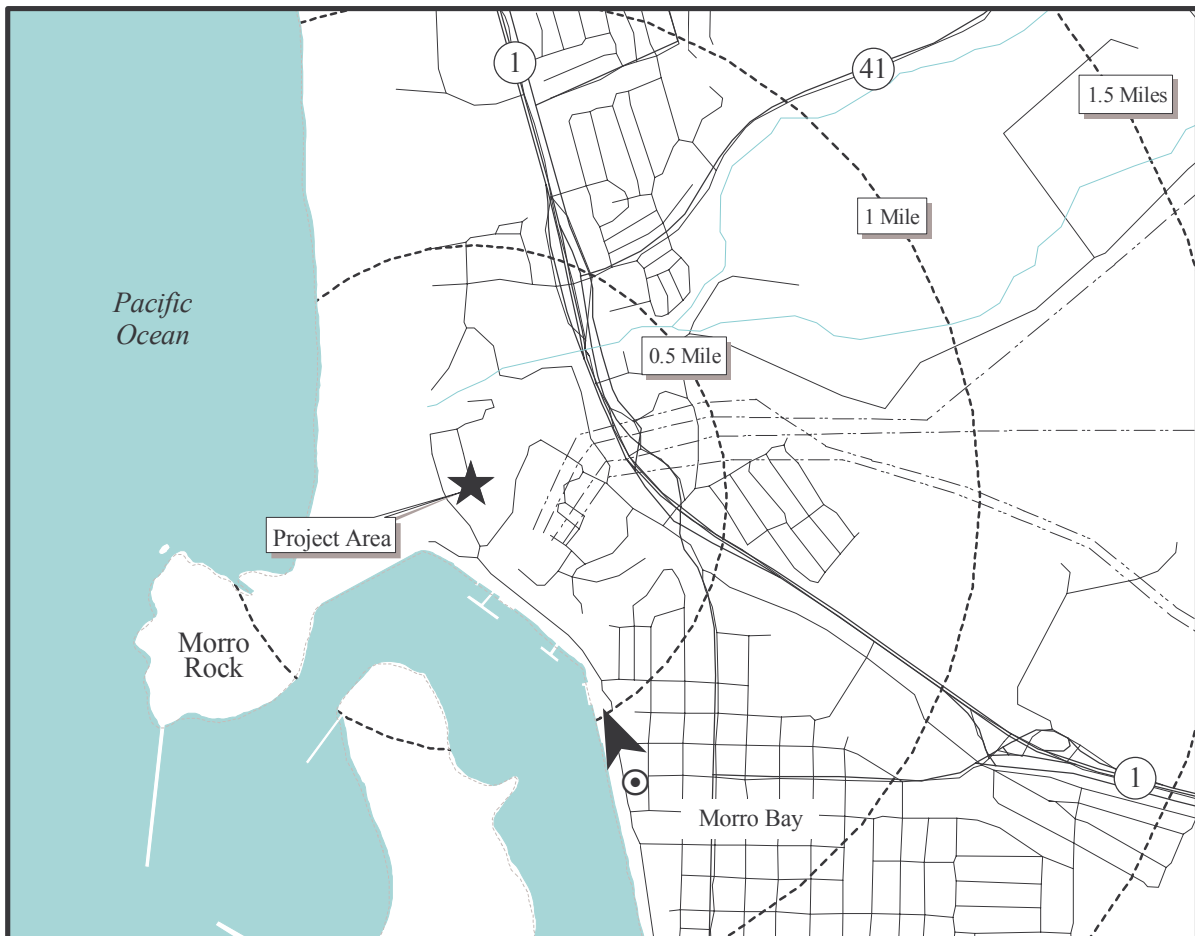 1
41
1.5 Miles
1 Mile
Pacific
Ocean
0.5 Mile
Project Area
Morro
Rock
1
Morro Bay